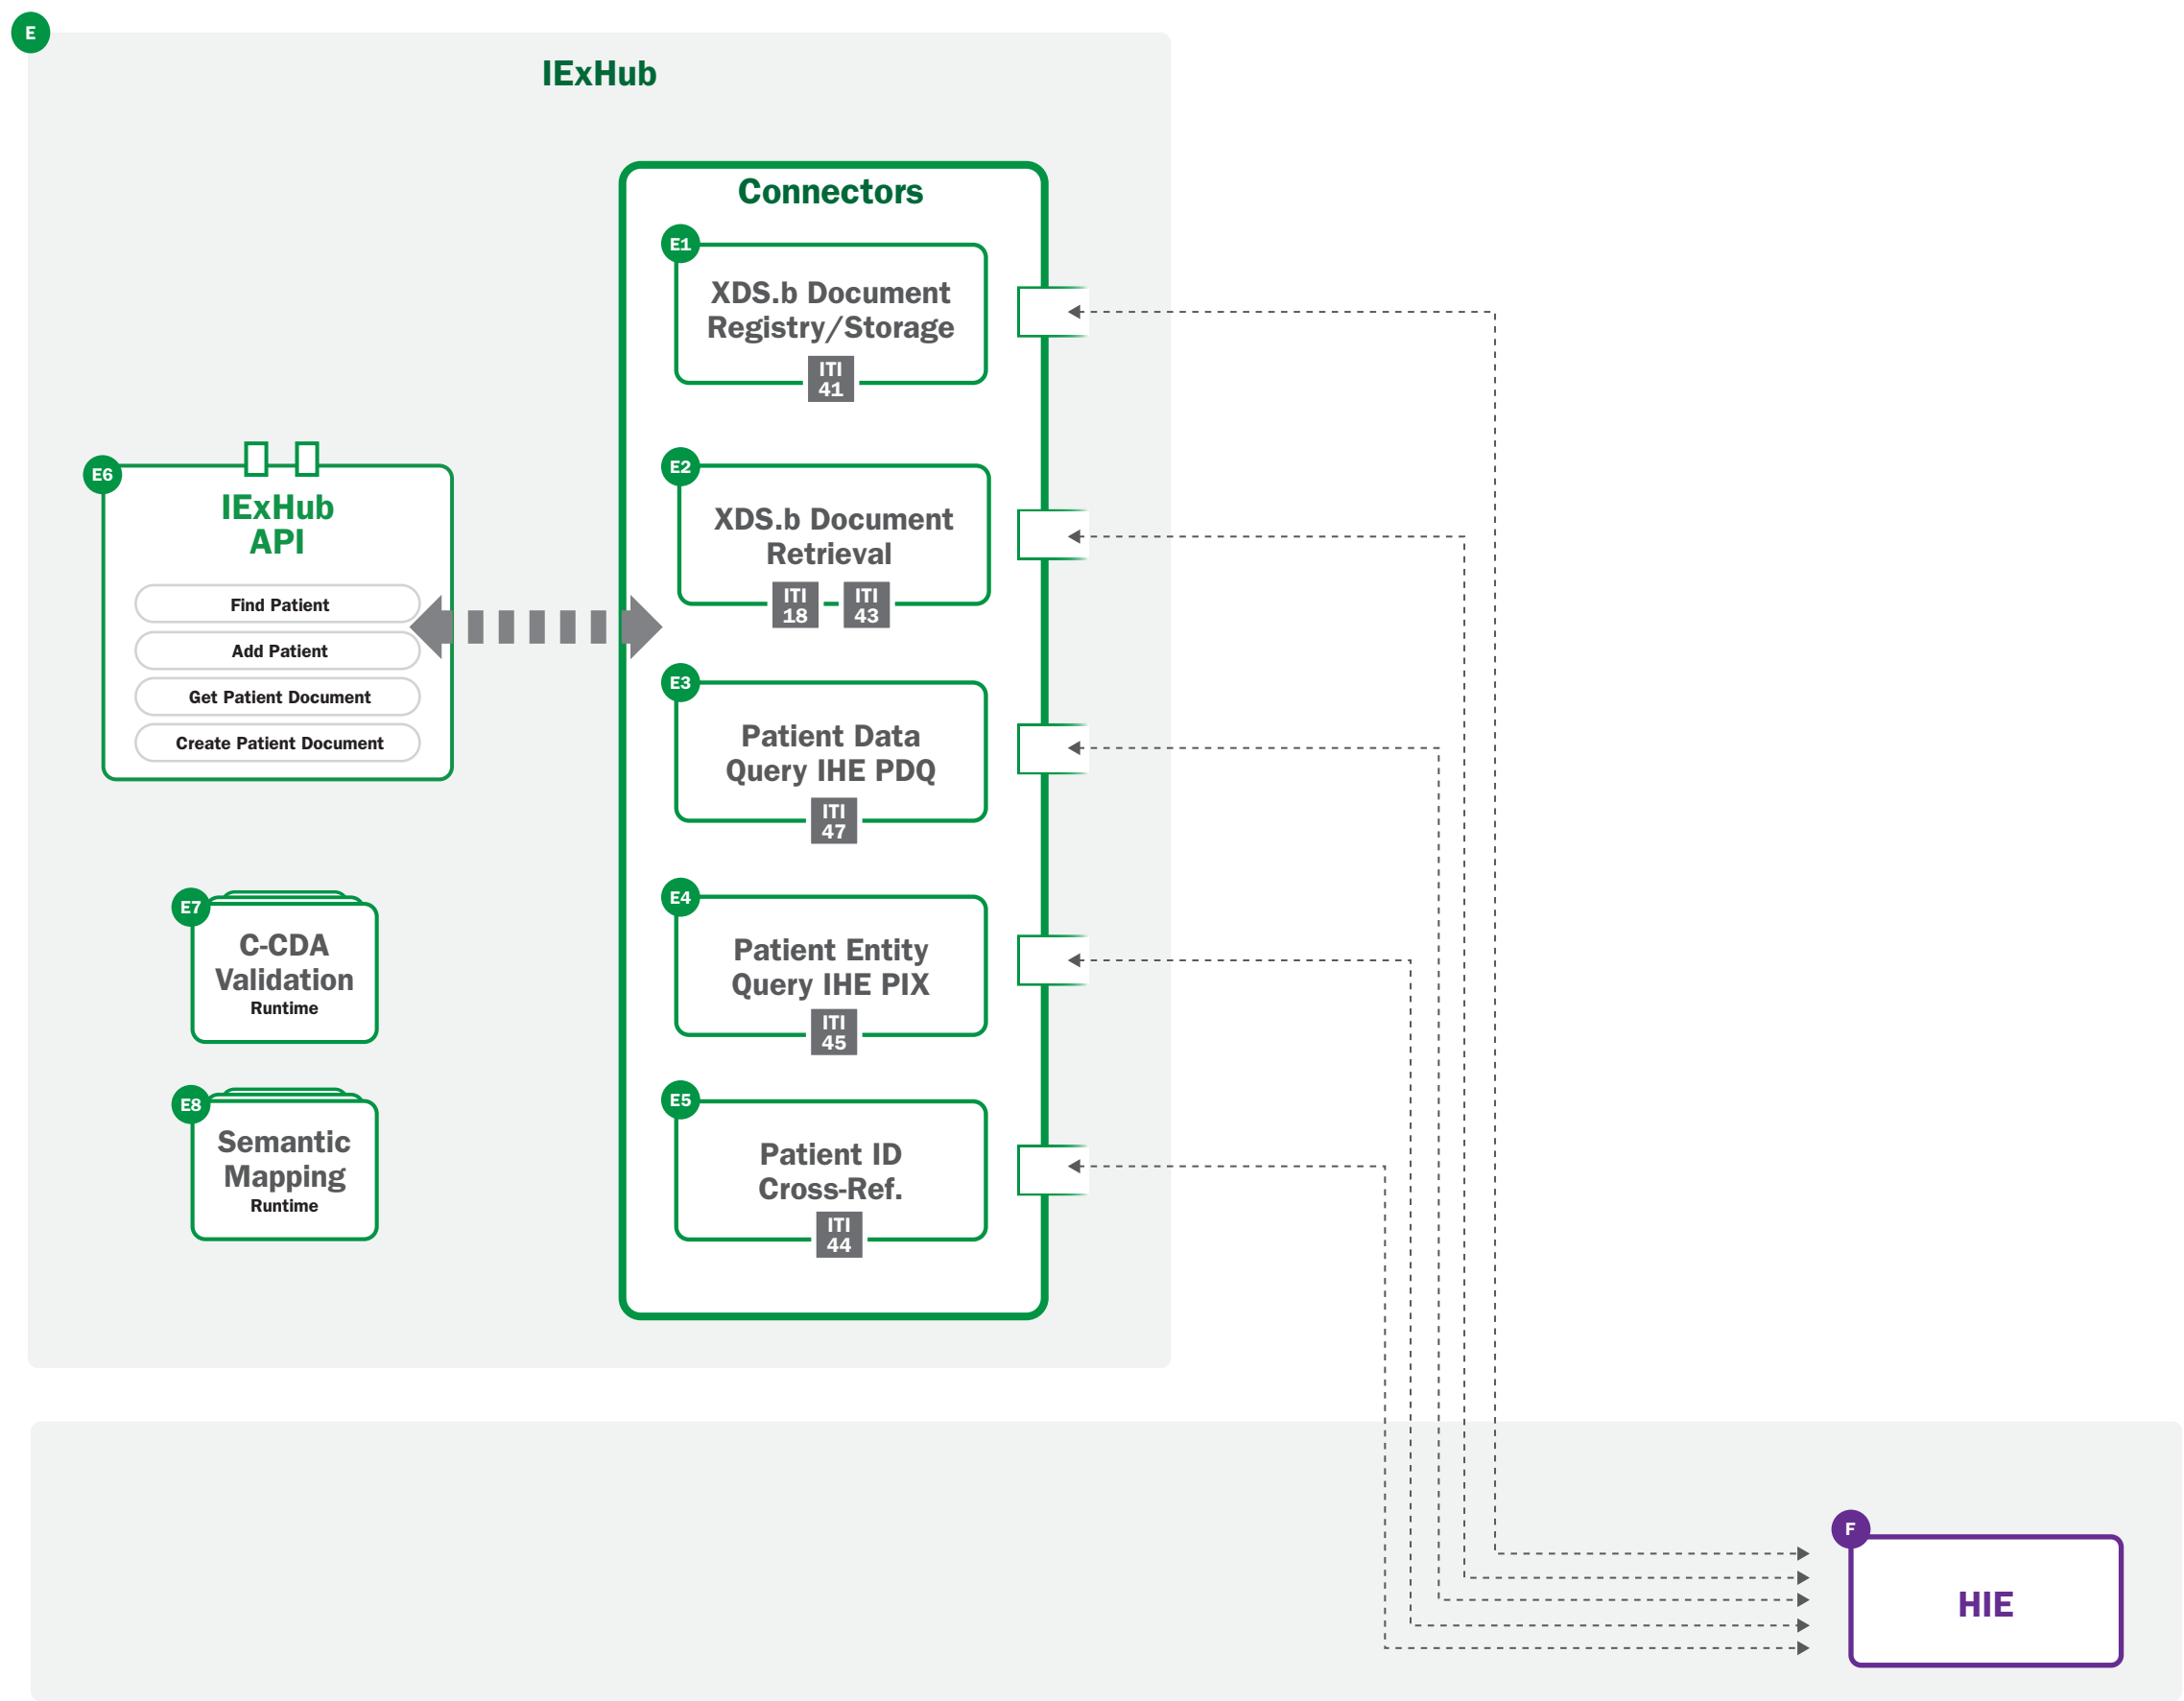 E
IExHub
Connectors
E1
XDS.b Document
Registry/Storage
ITI
41
E2
XDS.b Document
Retrieval
ITI
18
ITI
43
E6
IExHub
API
Find Patient
Add Patient
Get Patient Document
Create Patient Document
E3
Patient Data
Query IHE PDQ
ITI
47
E7
C-CDA
Validation
Runtime
E4
Patient Entity
Query IHE PIX
ITI
45
E8
Semantic
Mapping
Runtime
E5
Patient ID
Cross-Ref.
ITI
44
F
HIE